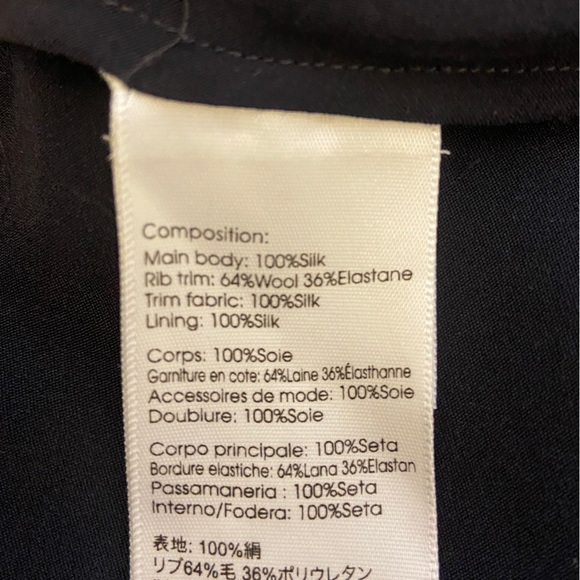 Composition:
Main body: 100%Silk
Rib trim: 64%Wool 36%Elastane
Trim fabric: 100%Silk
Lining: 100%Silk
Corps: 100%Soie
Garniture en cote: 64%Laine 36%Élasthanne
Accessoires de mode: 100%Soie
Doublure: 100%Soie
Corpo principale: 100%Seta
Bordure elastiche: 64%Lana 36%Elastan
Passamaneria : 100%Seta
Interno/Fodera: 100%Seta
表地: 100%絹
リブ64%毛 36%ポリウレタン